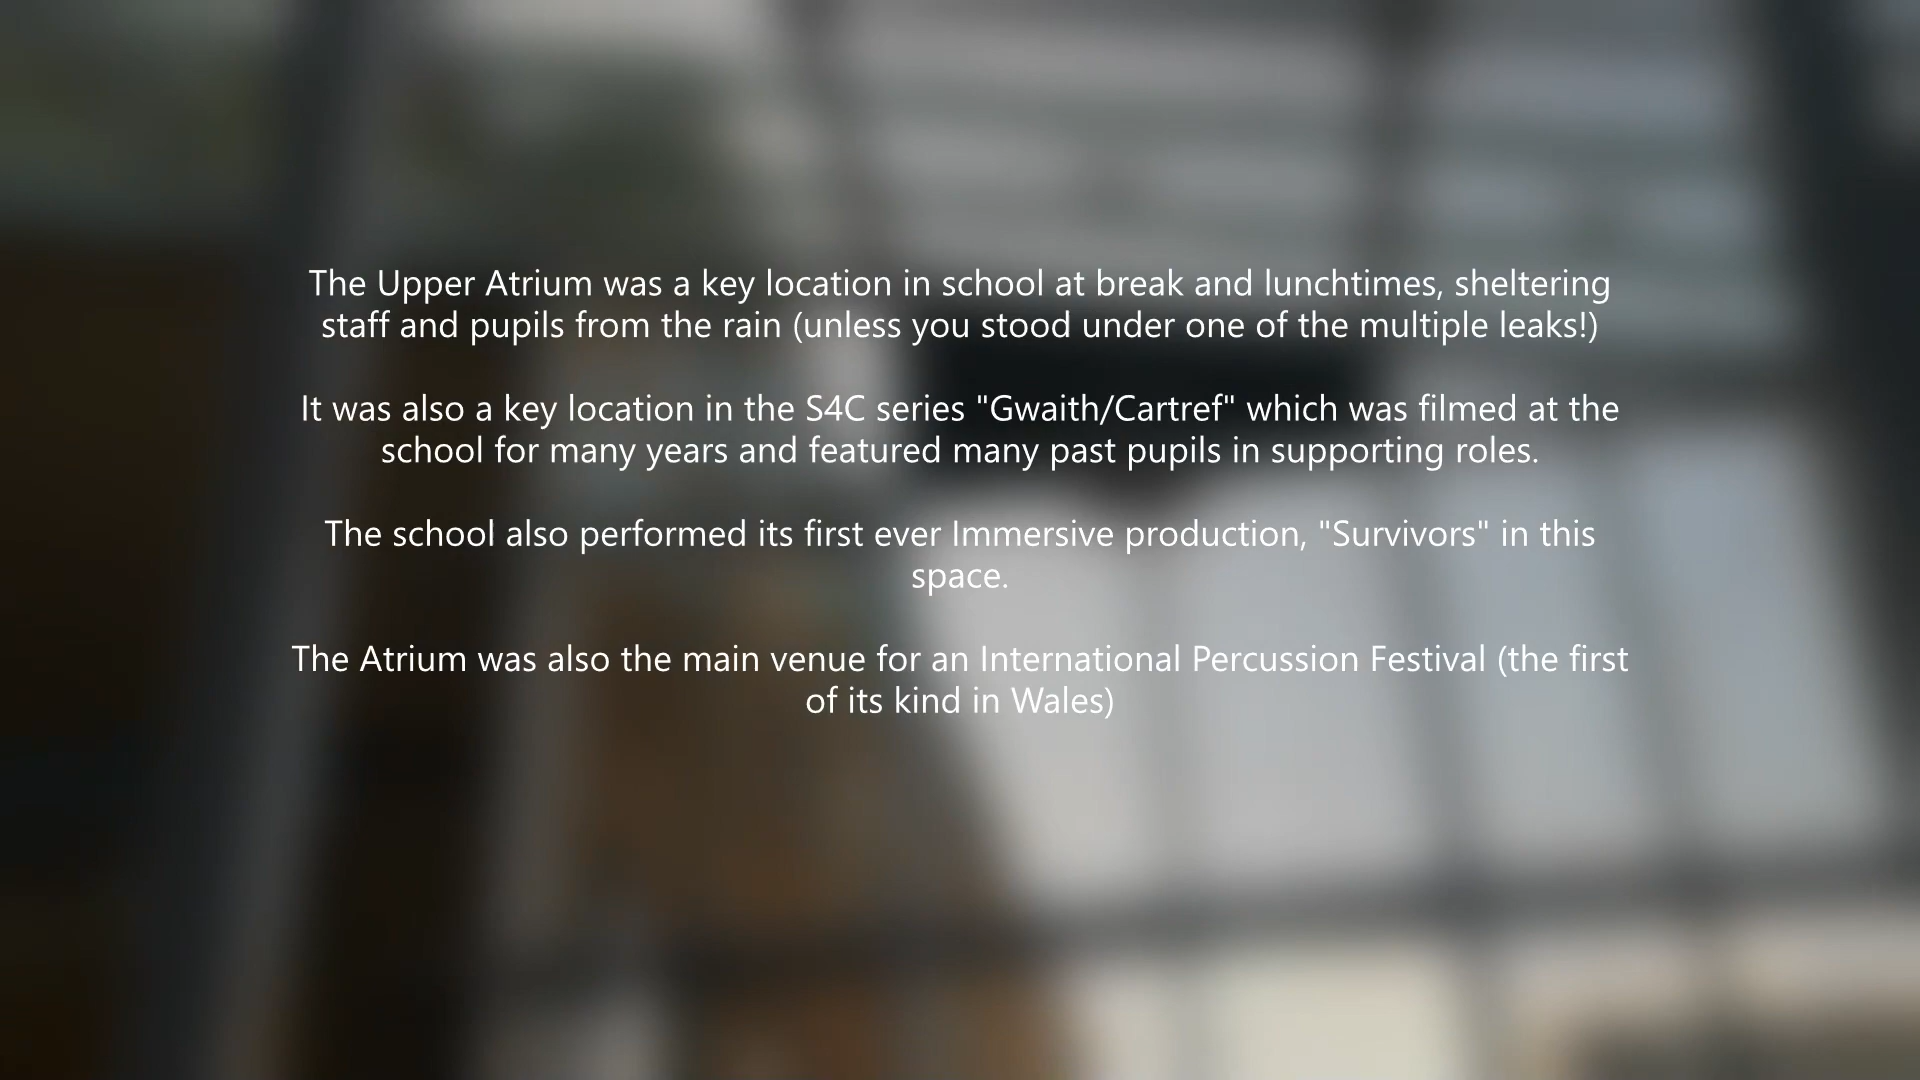 The Upper Atrium was a key location in school at break and lunchtimes, sheltering
staff and pupils from the rain (unless you stood under one of the multiple leaks!)
It was also a key location in the S4C series "Gwaith/Cartref" which was filmed at the
school for many years and featured many past pupils in supporting roles.
The school also performed its first ever Immersive production, "Survivors" in this
space.
The Atrium was also the main venue for an International Percussion Festival (the first
of its kind in Wales)